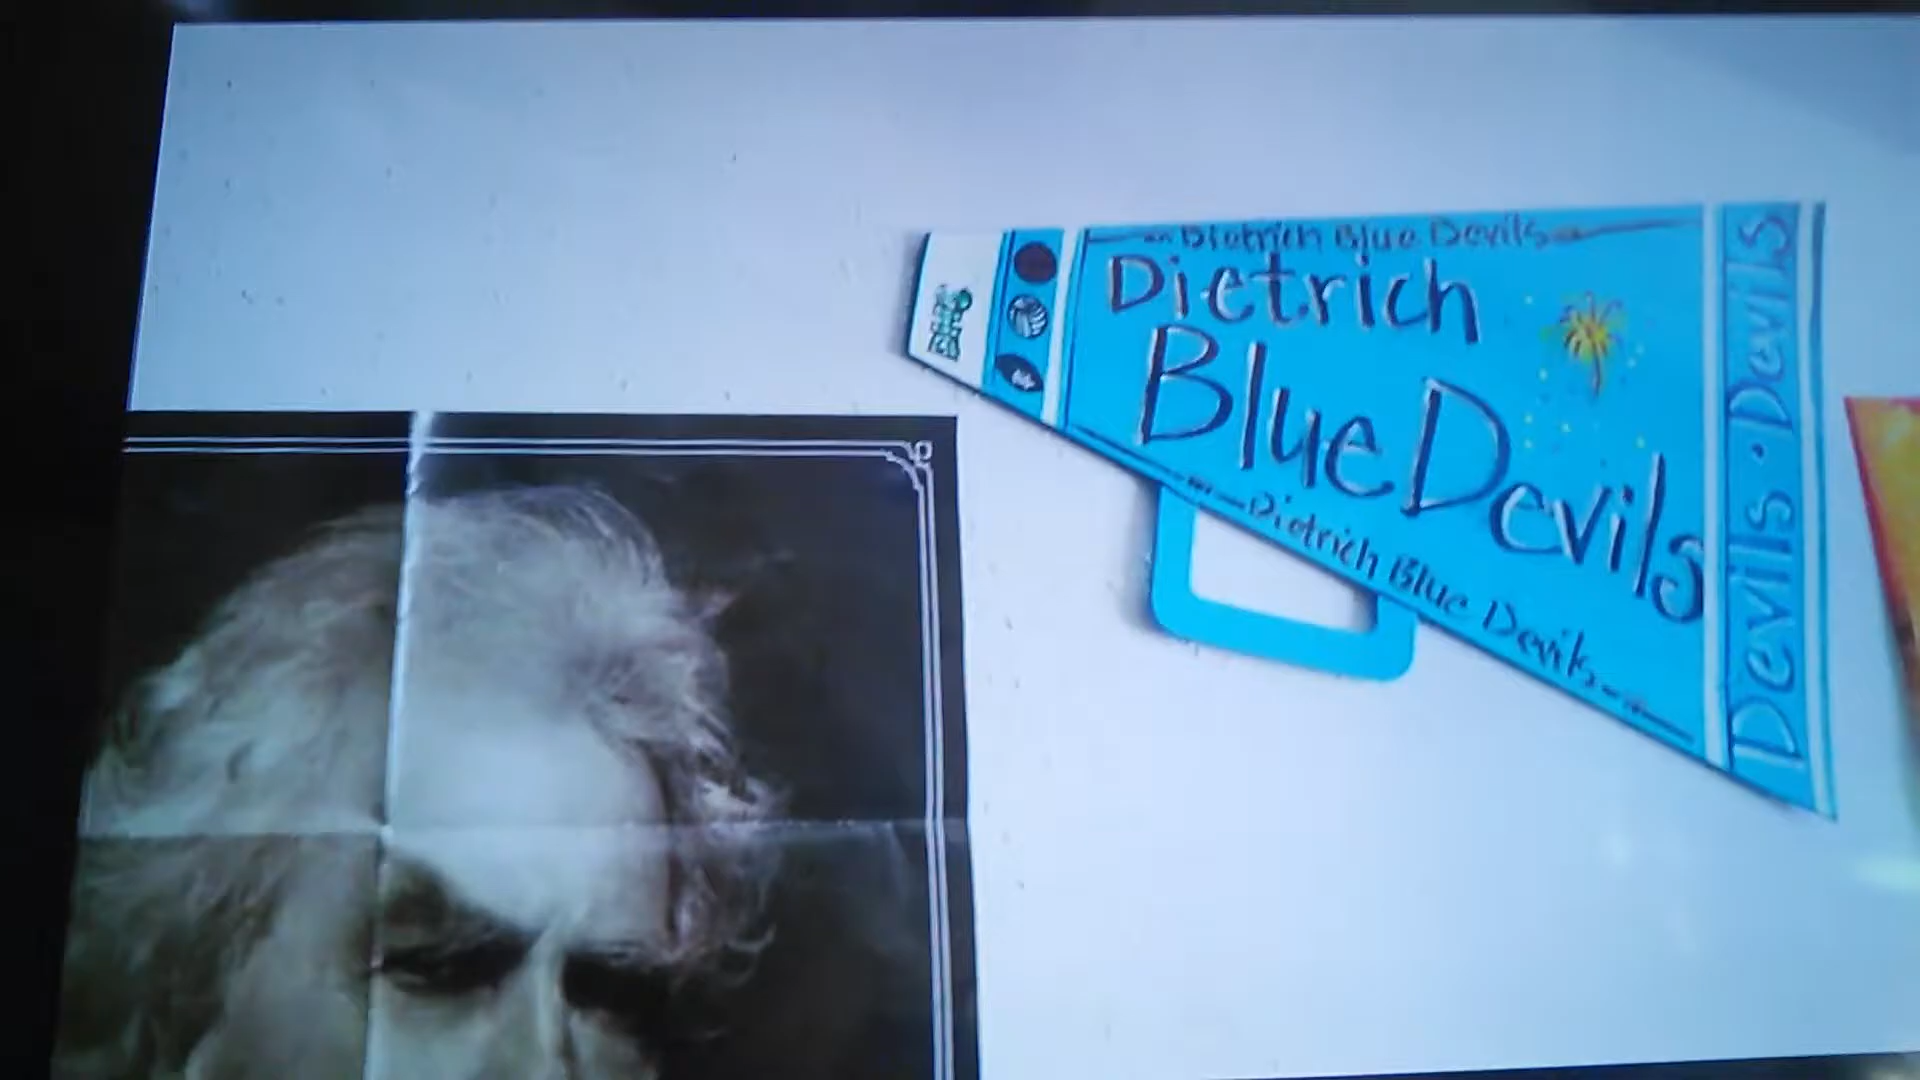 Dietrich Blue Devils
Dietrich
Blue Devils
Dietrich Blue Devils
Devils · Devils